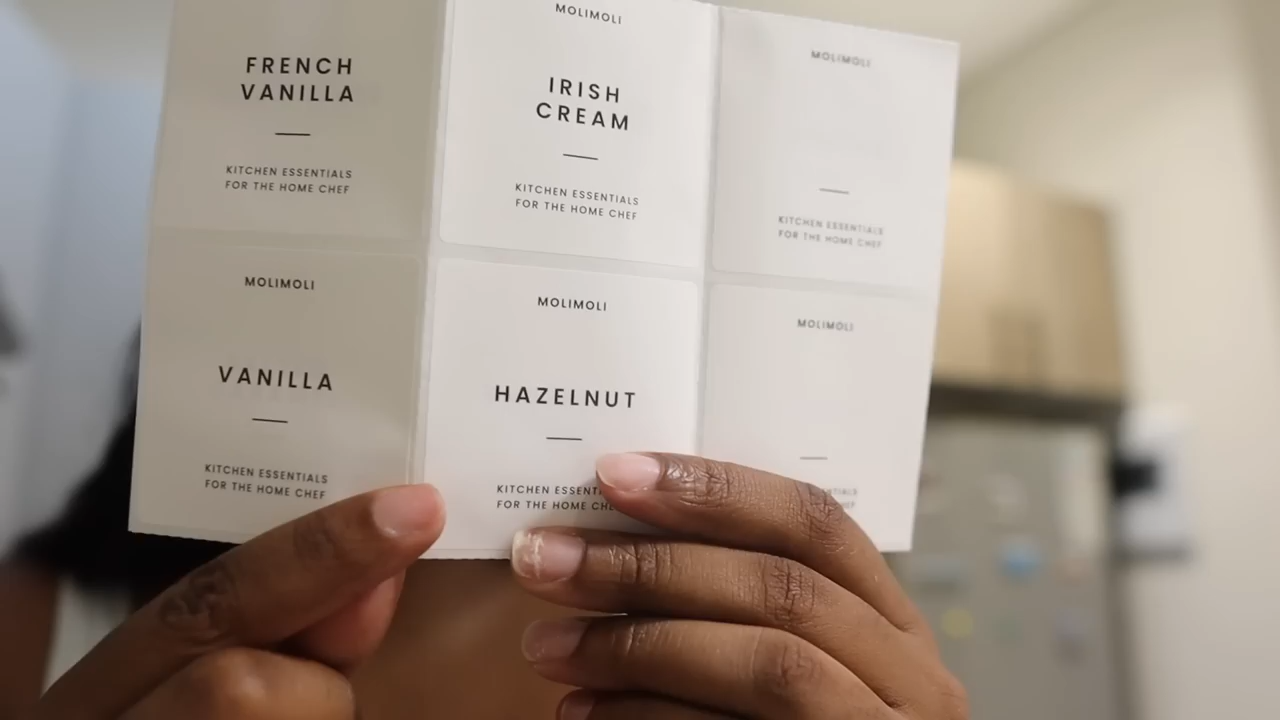 FRENCH
VANILLA
KITCHEN ESSENTIALS
FOR THE HOME CHEF
MOLIMOLI
IRISH
CREAM
KITCHEN ESSENTIALS
FOR THE HOME CHEF
MOLIMOLI
KITCHEN ESSENTIALS
FOR THE HOME CHEF
MOLIMOLI
VANILLA
KITCHEN ESSENTIALS
FOR THE HOME CHEF
MOLIMOLI
HAZELNUT
KITCHEN
FOR THE HOME
MOLIMOLI